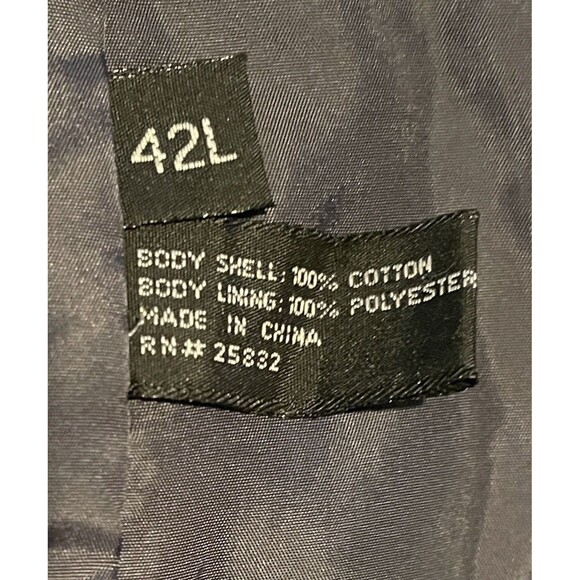 42L
BODY SHELL: 100% COTTON
BODY LINING: 100% POLYESTER
MADE IN CHINA
RN# 25832